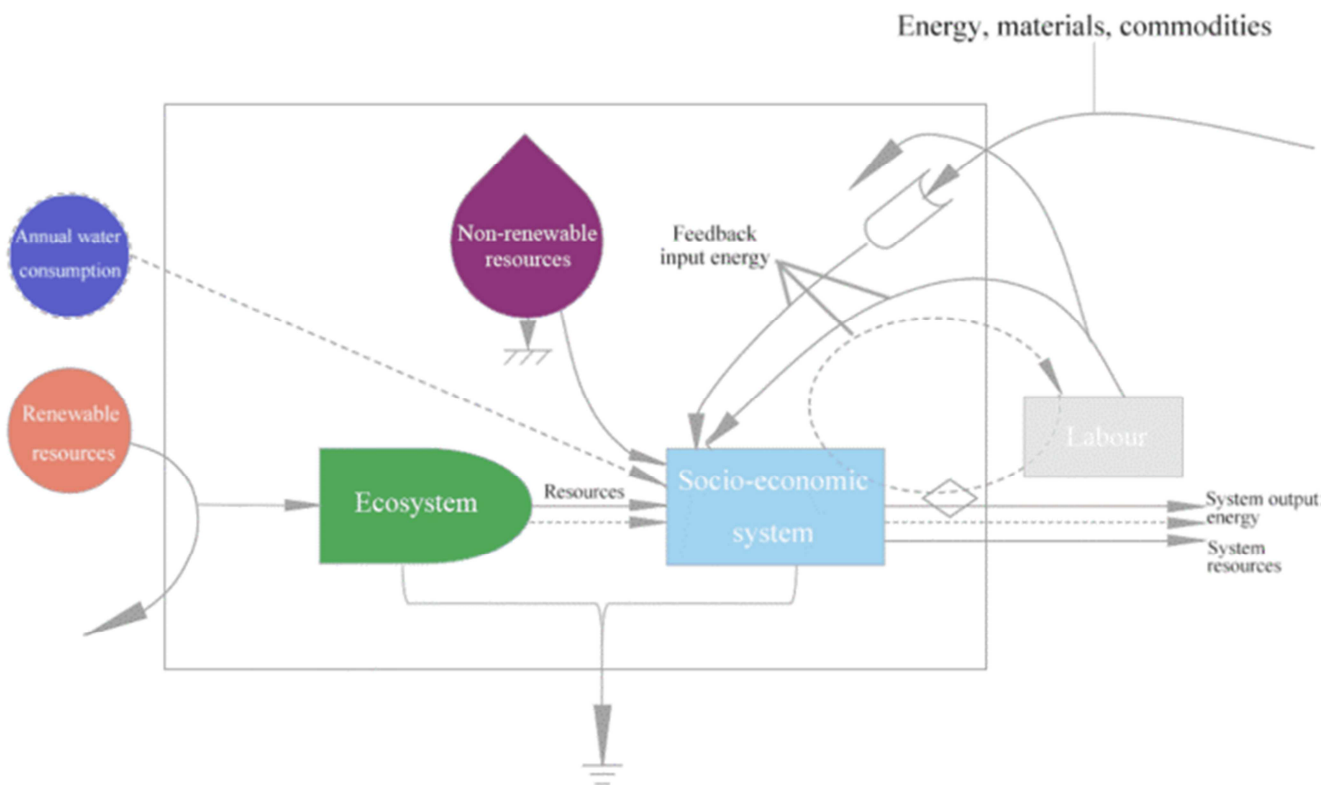 Energy, materials, commodities
Annual water
consumption
Non-renewable
resources
Feedback
input energy
Renewable
resources
Ecosystem
Resources
Socio-economic
system
Labour
System output
energy
System
resources